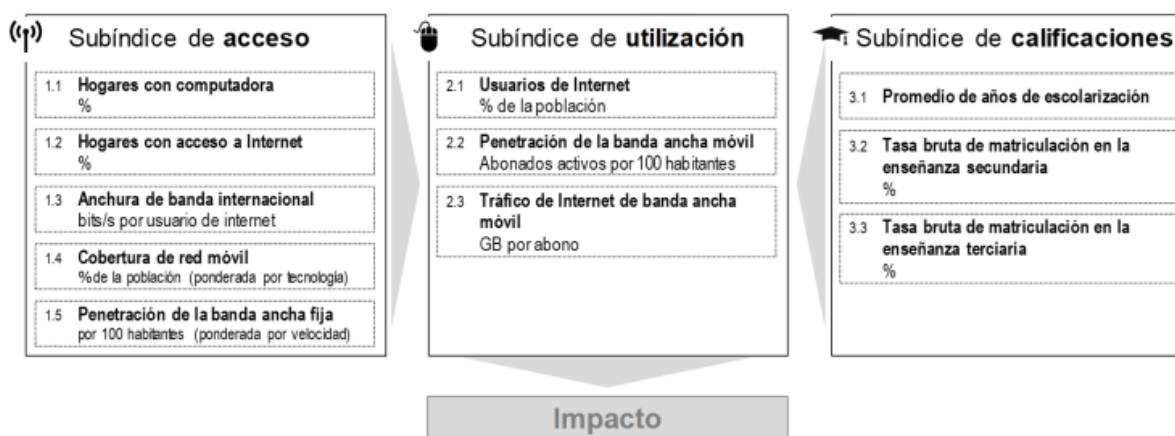 Subíndice de acceso
1.1 Hogares con computadora
%
1.2 Hogares con acceso a Internet
%
1.3 Anchura de banda internacional
bits/s por usuario de internet
1.4 Cobertura de red móvil
% de la población (ponderada por tecnología)
1.5 Penetración de la banda ancha fija
por 100 habitantes (ponderada por velocidad)
Subíndice de utilización
2.1 Usuarios de Internet
% de la población
2.2 Penetración de la banda ancha móvil
Abonados activos por 100 habitantes
2.3 Tráfico de Internet de banda ancha
móvil
GB por abono
Subíndice de calificaciones
3.1 Promedio de años de escolarización
3.2 Tasa bruta de matriculación en la
enseñanza secundaria
%
3.3 Tasa bruta de matriculación en la
enseñanza terciaria
%
Impacto